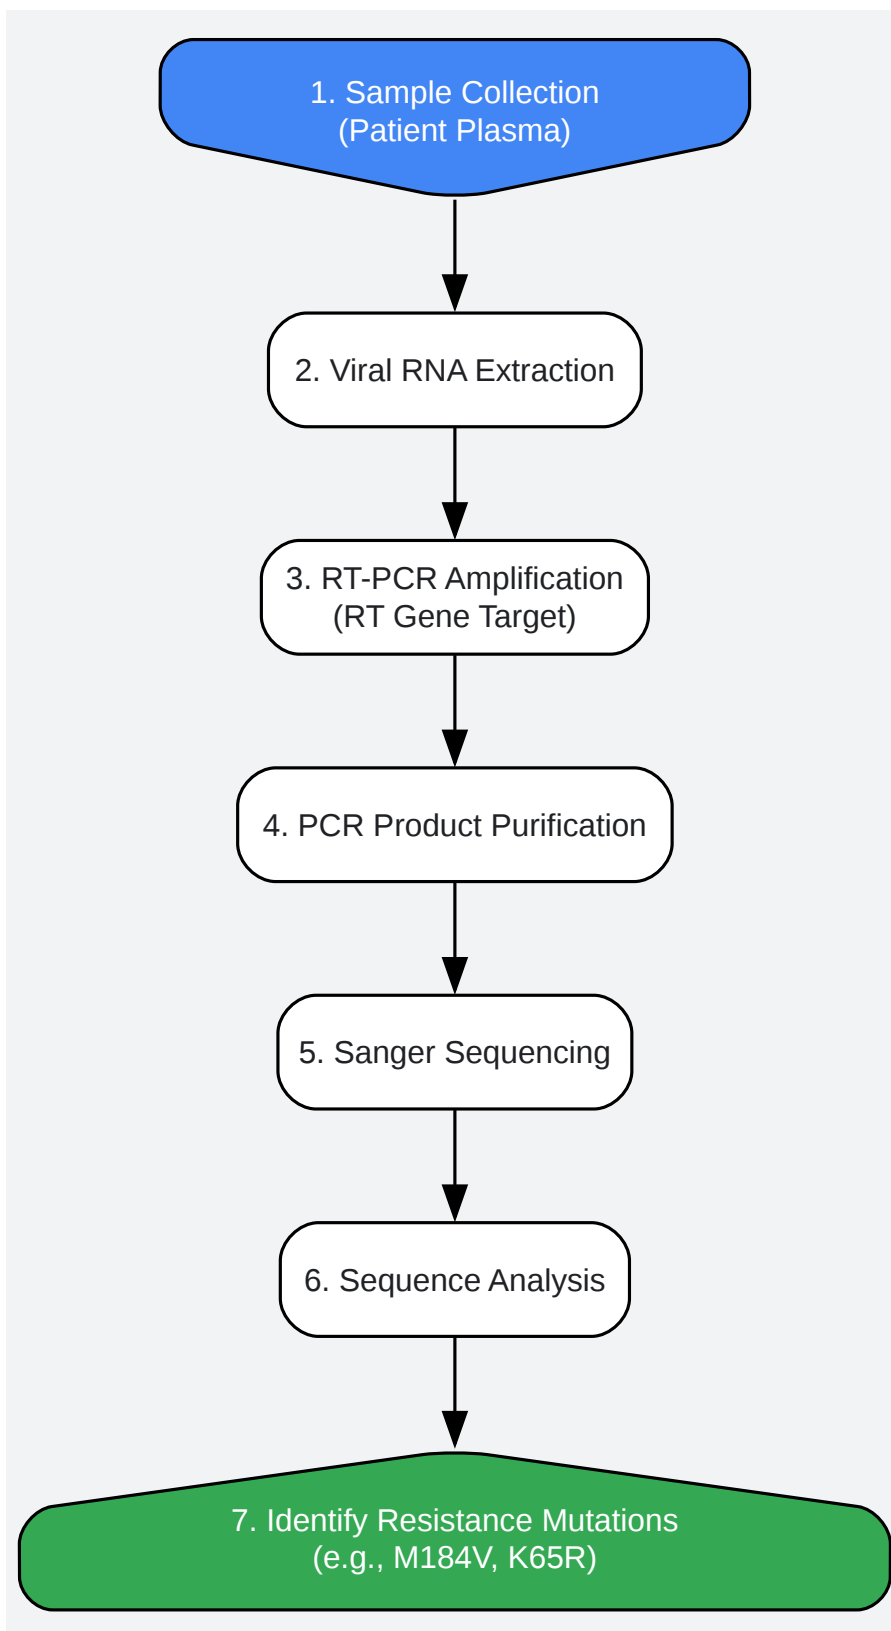 1. Sample Collection
(Patient Plasma)
2. Viral RNA Extraction
3. RT-PCR Amplification
(RT Gene Target)
4. PCR Product Purification
5. Sanger Sequencing
6. Sequence Analysis
7. Identify Resistance Mutations
(e.g., M184V, K65R)